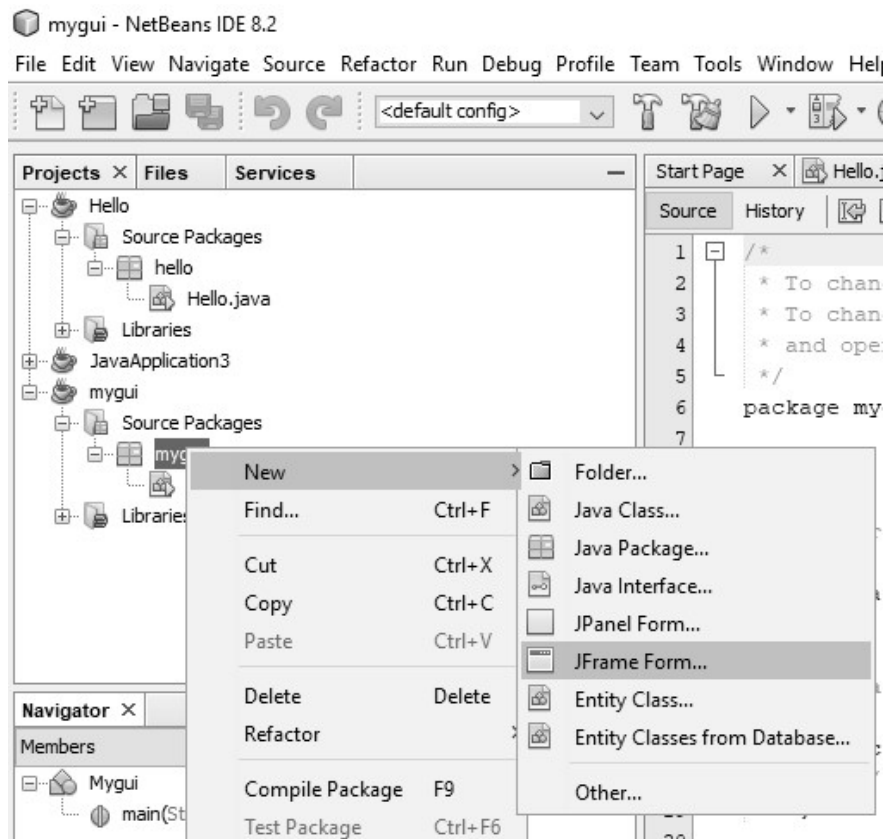 mygui - NetBeans IDE 8.2
File Edit View Navigate Source Refactor Run Debug Profile Team Tools Window Help
<default config>
Projects Files Services
Hello
Source Packages
hello
Hello.java
Libraries
JavaApplication3
mygui
Source Packages
Libraries
Start Page Hello.j
Source History
1 /*
2 * To chan
3 * To chan
4 * and ope
5 */
6 package my
7
New
Find... Ctrl+F
Cut Ctrl+X
Copy Ctrl+C
Paste Ctrl+V
Delete Delete
Refactor
Compile Package F9
Test Package Ctrl+F6
Folder...
Java Class...
Java Package...
Java Interface...
JPanel Form...
JFrame Form...
Entity Class...
Entity Classes from Database...
Other...
Navigator
Members
Mygui
main(St